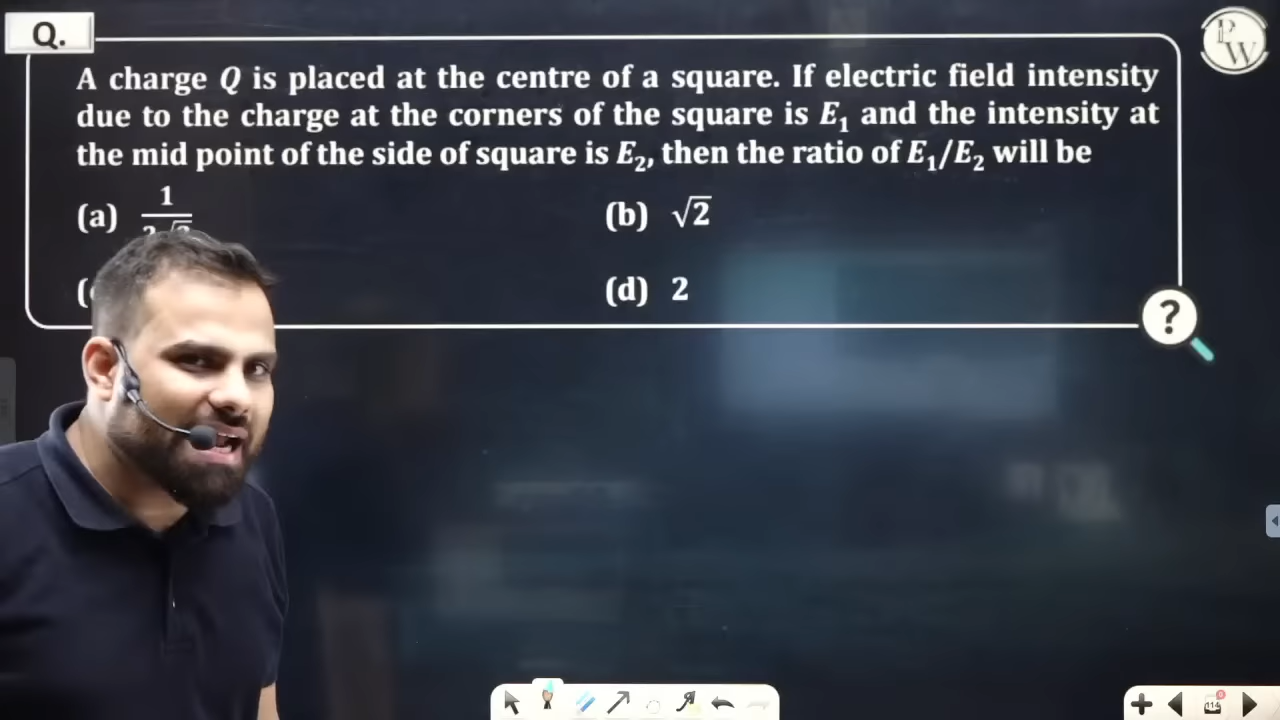 Q.
PW
A charge Q is placed at the centre of a square. If electric field intensity
due to the charge at the corners of the square is E₁ and the intensity at
the mid point of the side of square is E₂, then the ratio of E₁/E₂ will be
(a) 1
(b) √2
(d) 2
?
114